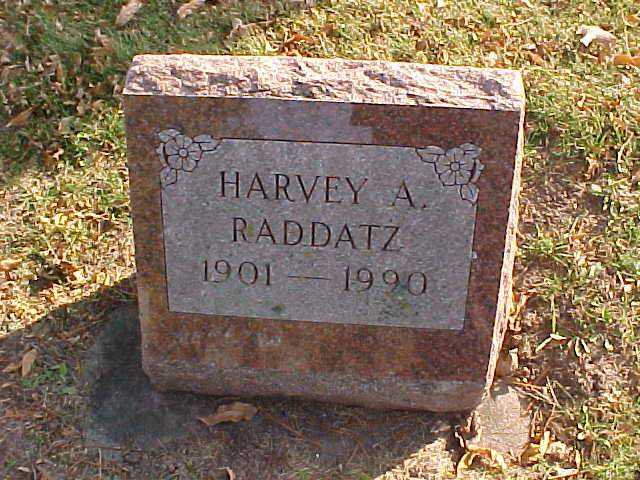 HARVEY A.
RADDATZ
1901 — 1990